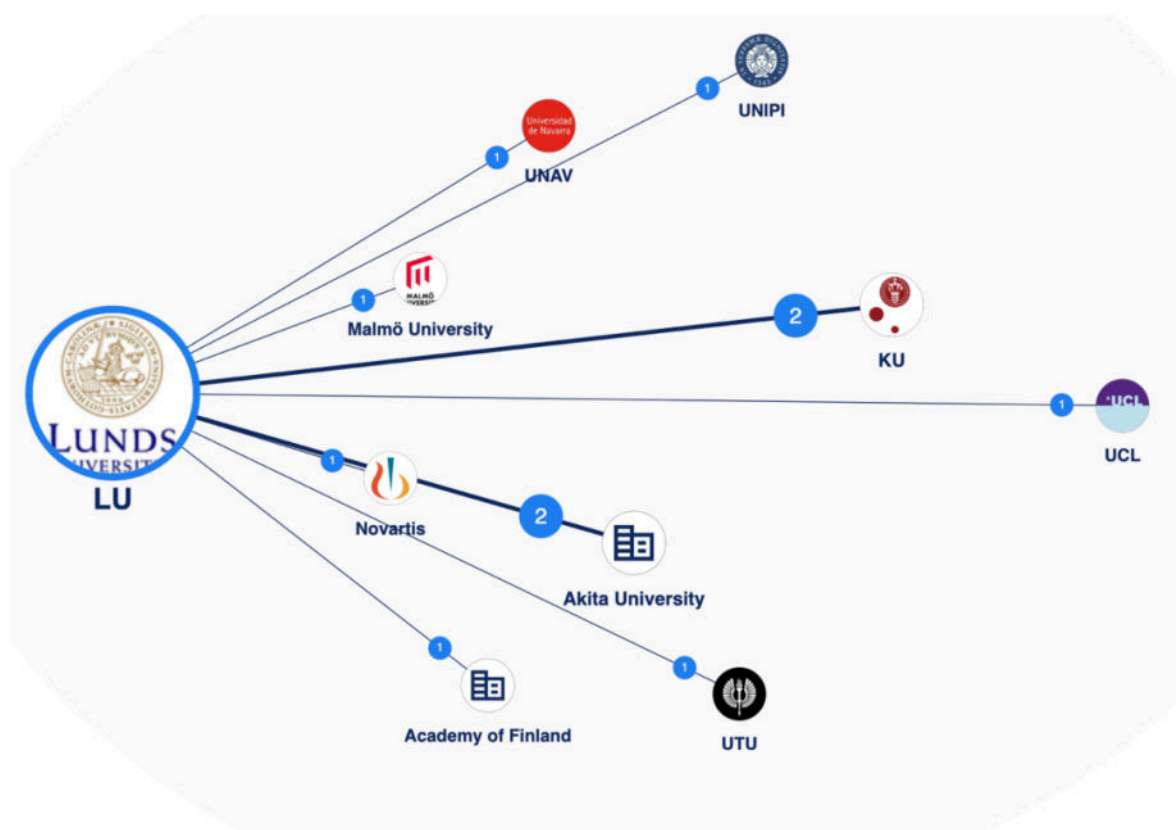 1
UNIPI
Universidad
de Navarra
1
UNAV
MALMÖ
1
Malmö University
2
KU
UCL
1
UCL
LUNDS
LU
1
Novartis
2
Akita University
1
Academy of Finland
1
UTU